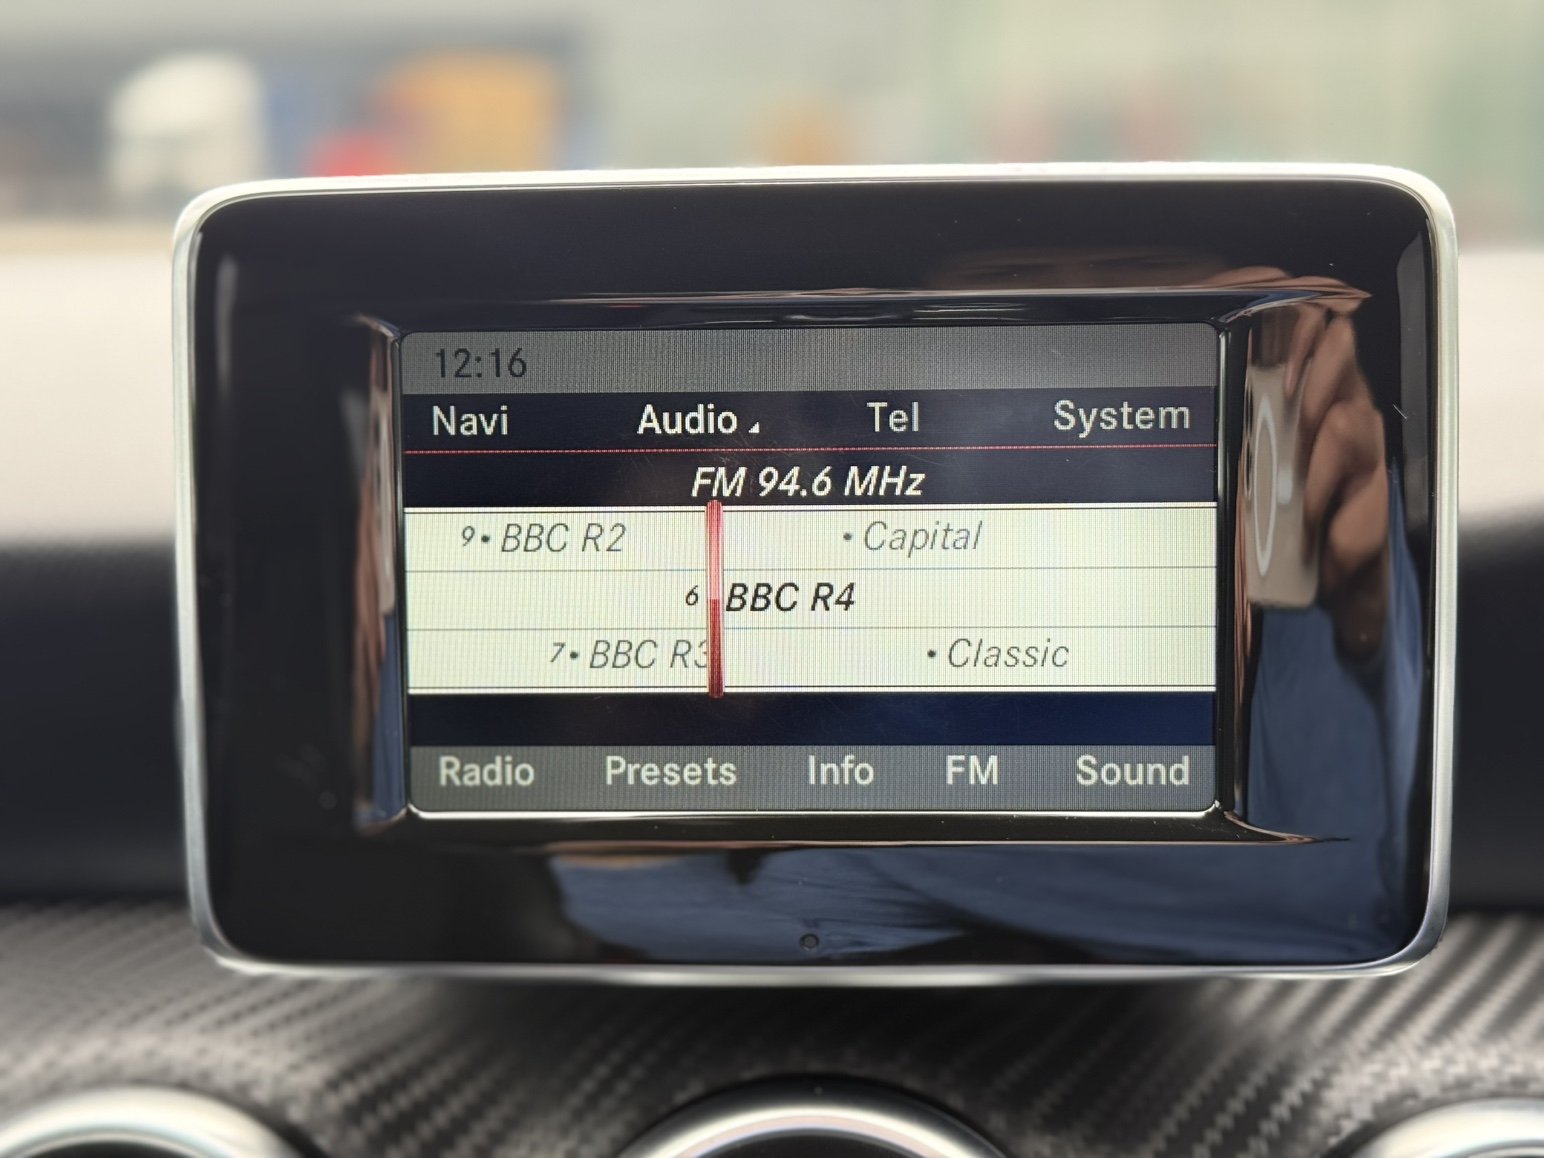 12:16
Navi Audio Tel System
FM 94.6 MHz
9• BBC R2 • Capital
6 BBC R4
7• BBC R3 • Classic
Radio Presets Info FM Sound